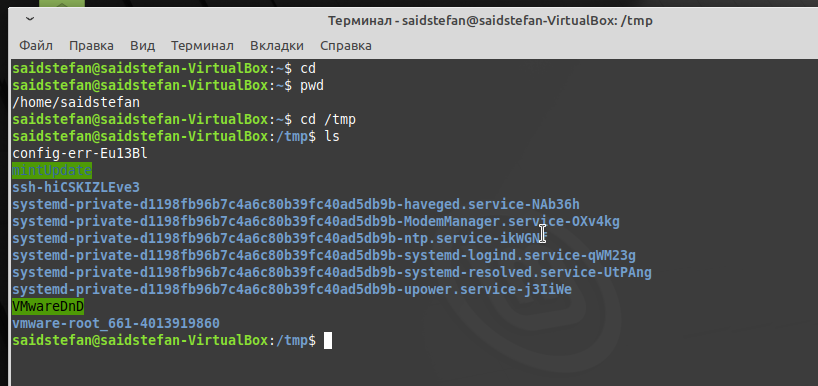 Терминал - saidstefan@saidstefan-VirtualBox: /tmp
Файл Правка Вид Терминал Вкладки Справка
saidstefan@saidstefan-VirtualBox:~$ cd
saidstefan@saidstefan-VirtualBox:~$ pwd
/home/saidstefan
saidstefan@saidstefan-VirtualBox:~$ cd /tmp
saidstefan@saidstefan-VirtualBox:/tmp$ ls
config-err-Eu13Bl
mintUpdate
ssh-hiCSKIZLEve3
systemd-private-d1198fb96b7c4a6c80b39fc40ad5db9b-haveged.service-NAb36h
systemd-private-d1198fb96b7c4a6c80b39fc40ad5db9b-ModemManager.service-OXv4kg
systemd-private-d1198fb96b7c4a6c80b39fc40ad5db9b-ntp.service-ikWGNf
systemd-private-d1198fb96b7c4a6c80b39fc40ad5db9b-systemd-logind.service-qWM23g
systemd-private-d1198fb96b7c4a6c80b39fc40ad5db9b-systemd-resolved.service-UtPAng
systemd-private-d1198fb96b7c4a6c80b39fc40ad5db9b-upower.service-j3IiWe
VMwareDnD
vmware-root_661-4013919860
saidstefan@saidstefan-VirtualBox:/tmp$